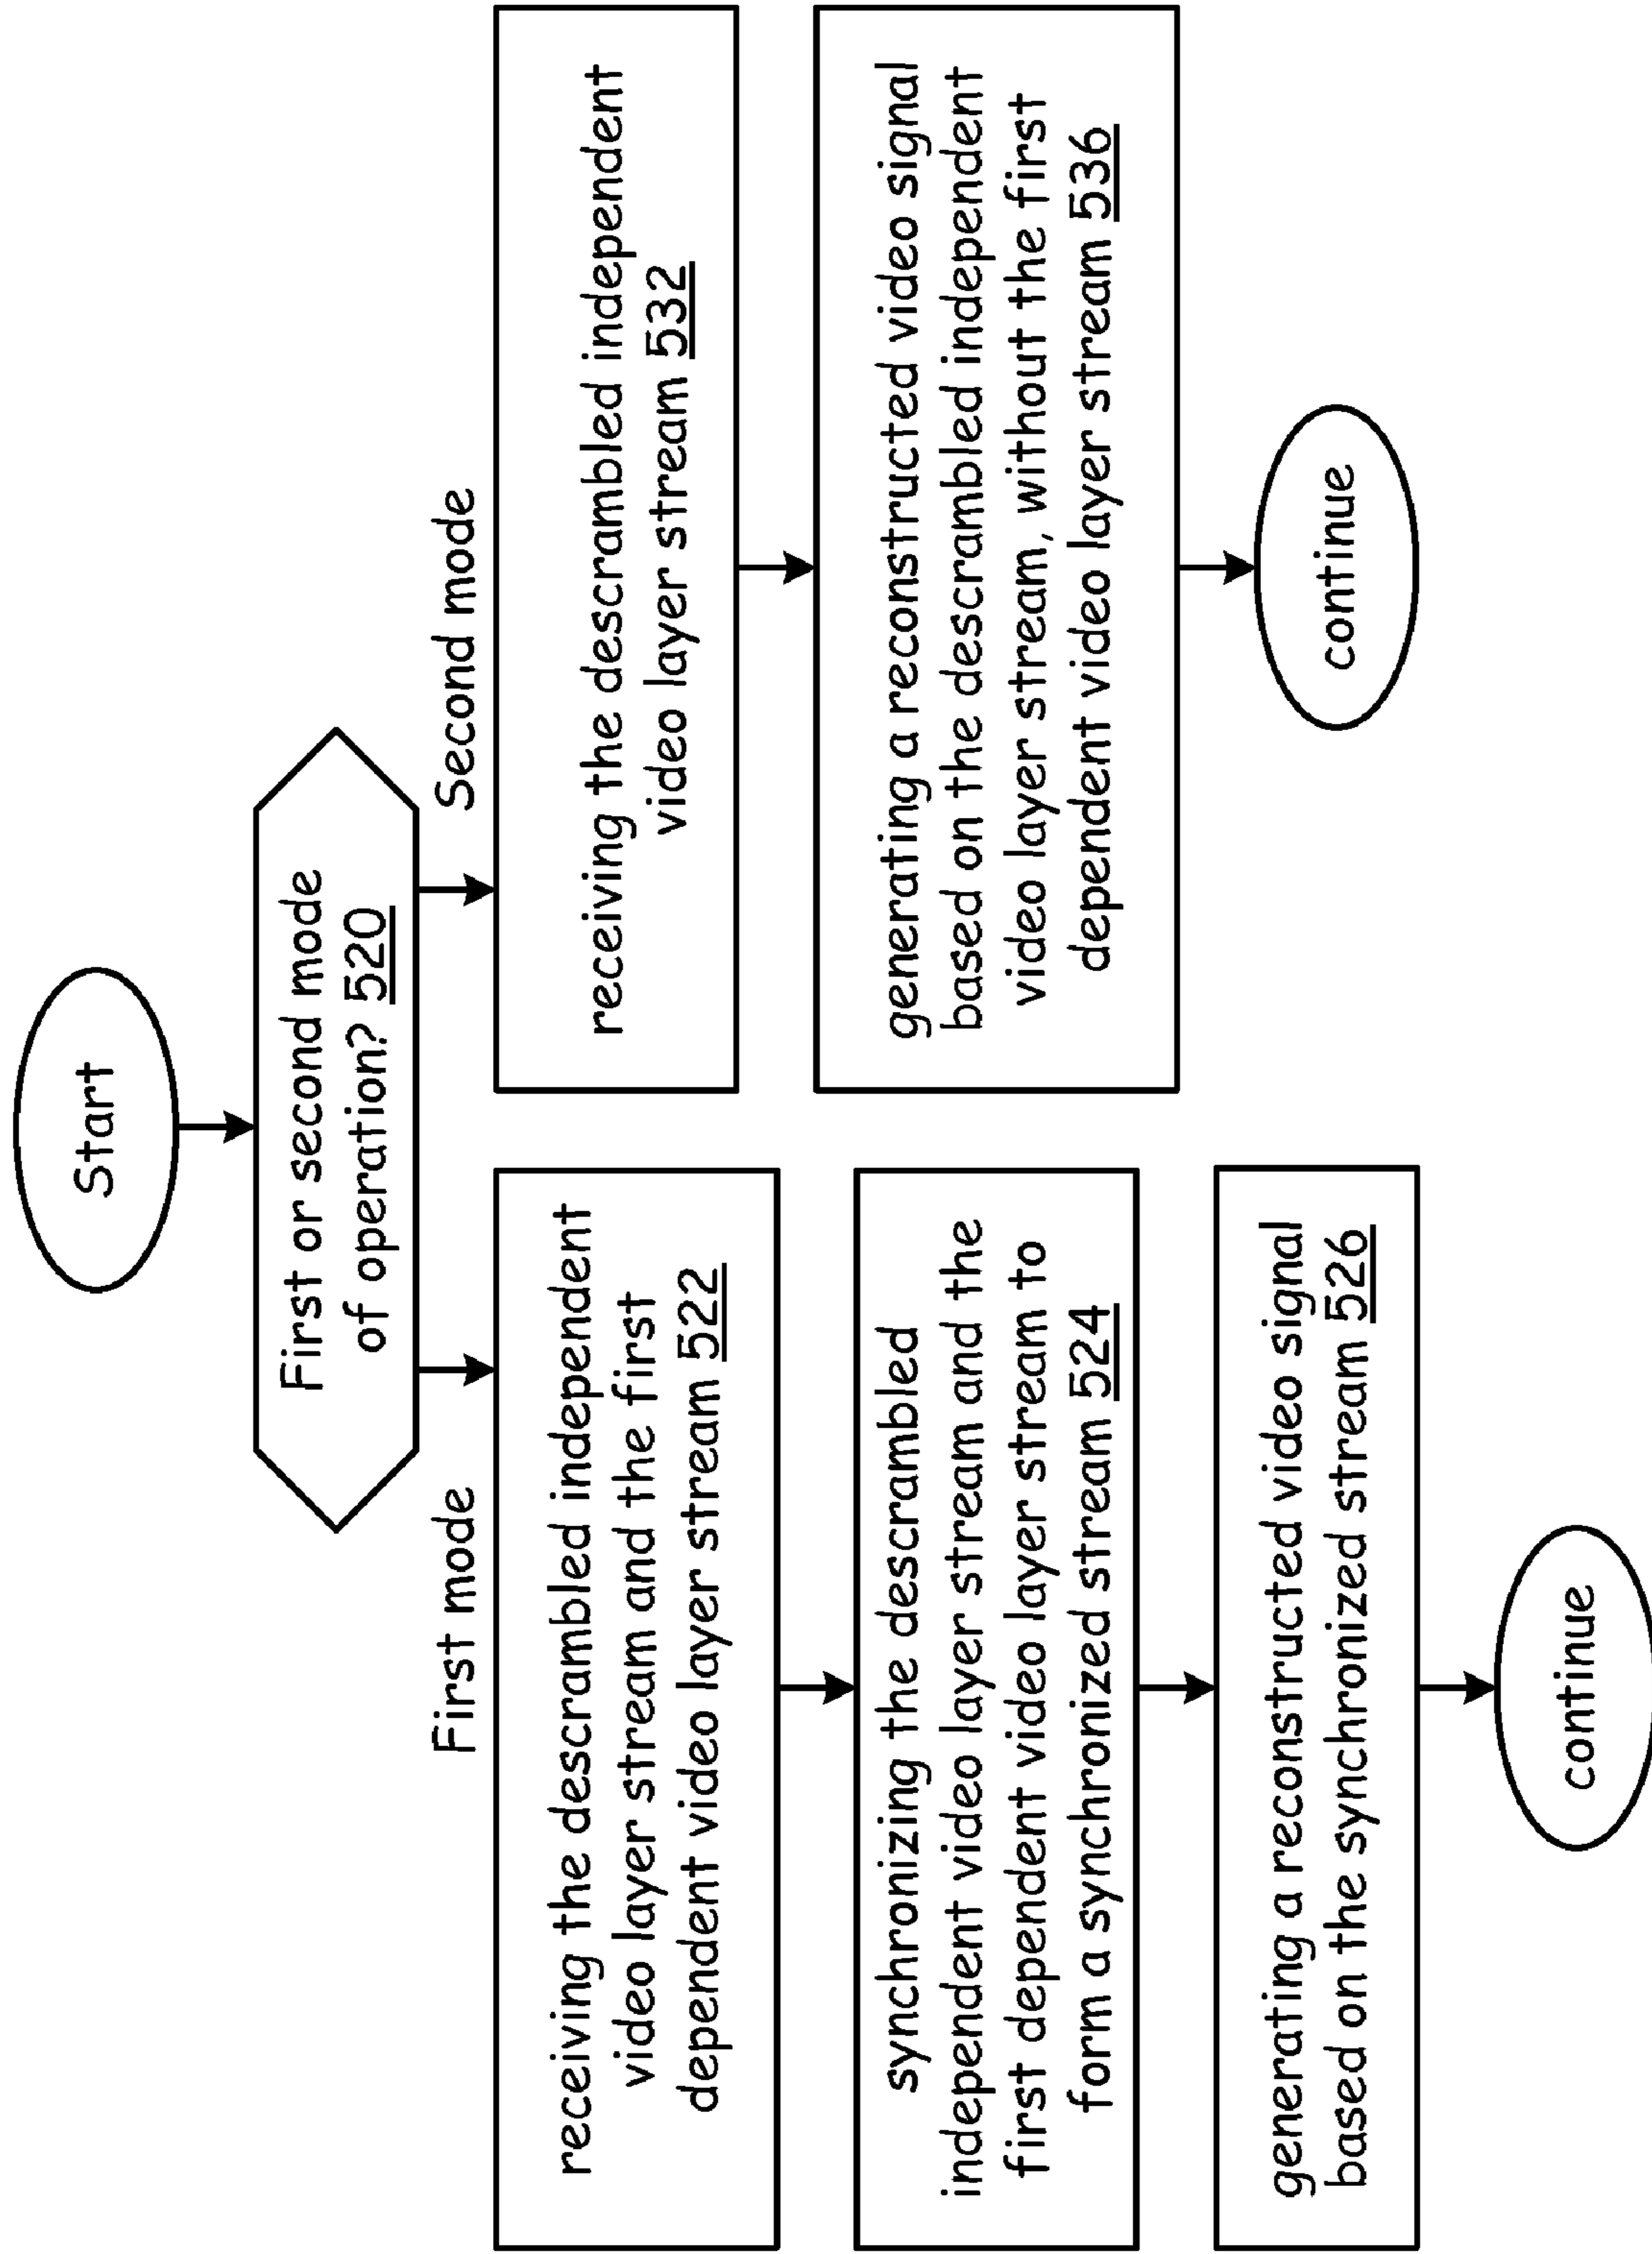 Start
First or second mode
of operation? 520
First mode
receiving the descrambled independent
video layer stream and the first
dependent video layer stream 522
synchronizing the descrambled
independent video layer stream and the
first dependent video layer stream to
form a synchronized stream 524
generating a reconstructed video signal
based on the synchronized stream 526
continue
Second mode
receiving the descrambled independent
video layer stream 532
generating a reconstructed video signal
based on the descrambled independent
video layer stream, without the first
dependent video layer stream 536
continue